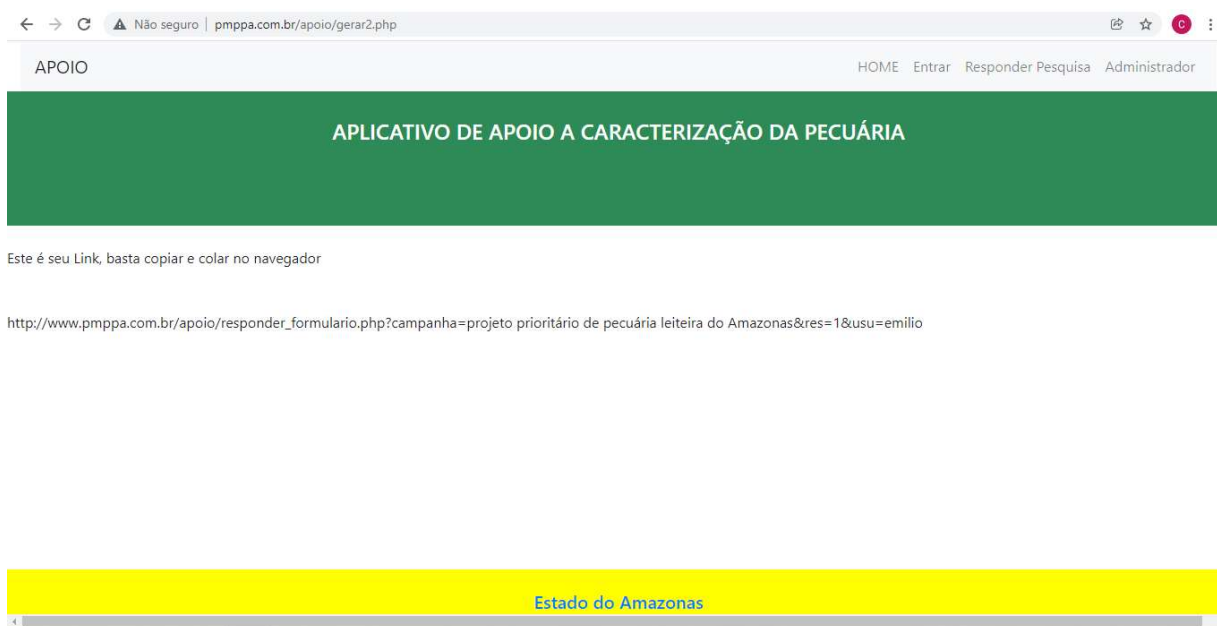 Não seguro | pmppa.com.br/apoio/gerar2.php
C
APOIO
HOME Entrar Responder Pesquisa Administrador
APLICATIVO DE APOIO A CARACTERIZAÇÃO DA PECUÁRIA
Este é seu Link, basta copiar e colar no navegador
http://www.pmppa.com.br/apoio/responder_formulario.php?campanha=projeto prioritário de pecuária leiteira do Amazonas&res=1&usu=emilio
Estado do Amazonas